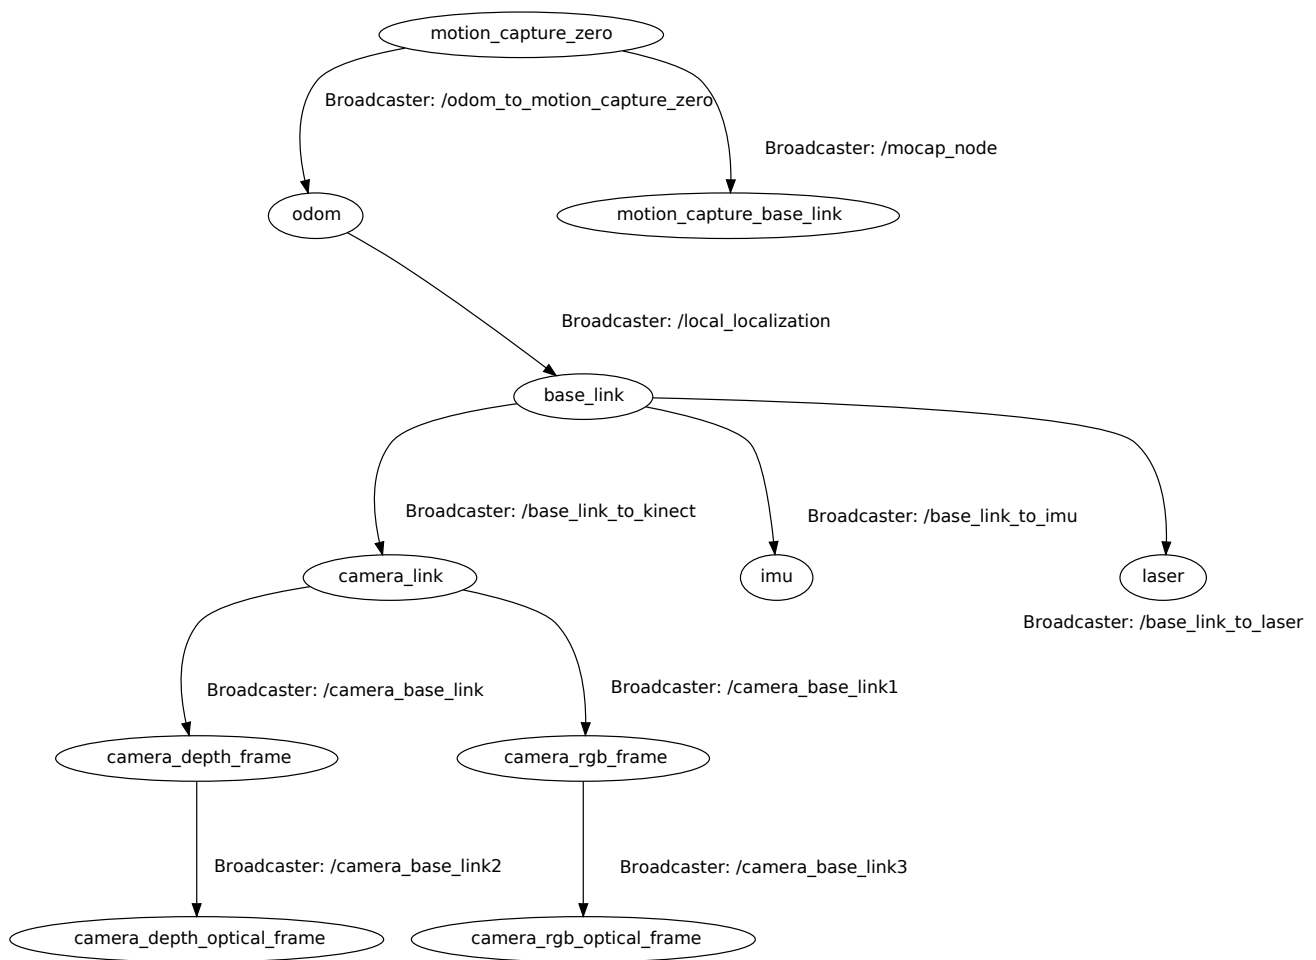 motion_capture_zero
Broadcaster: /odom_to_motion_capture_zero
Broadcaster: /mocap_node
odom
motion_capture_base_link
Broadcaster: /local_localization
base_link
Broadcaster: /base_link_to_kinect
Broadcaster: /base_link_to_imu
camera_link
imu
laser
Broadcaster: /base_link_to_laser
Broadcaster: /camera_base_link
Broadcaster: /camera_base_link1
camera_depth_frame
camera_rgb_frame
Broadcaster: /camera_base_link2
Broadcaster: /camera_base_link3
camera_depth_optical_frame
camera_rgb_optical_frame